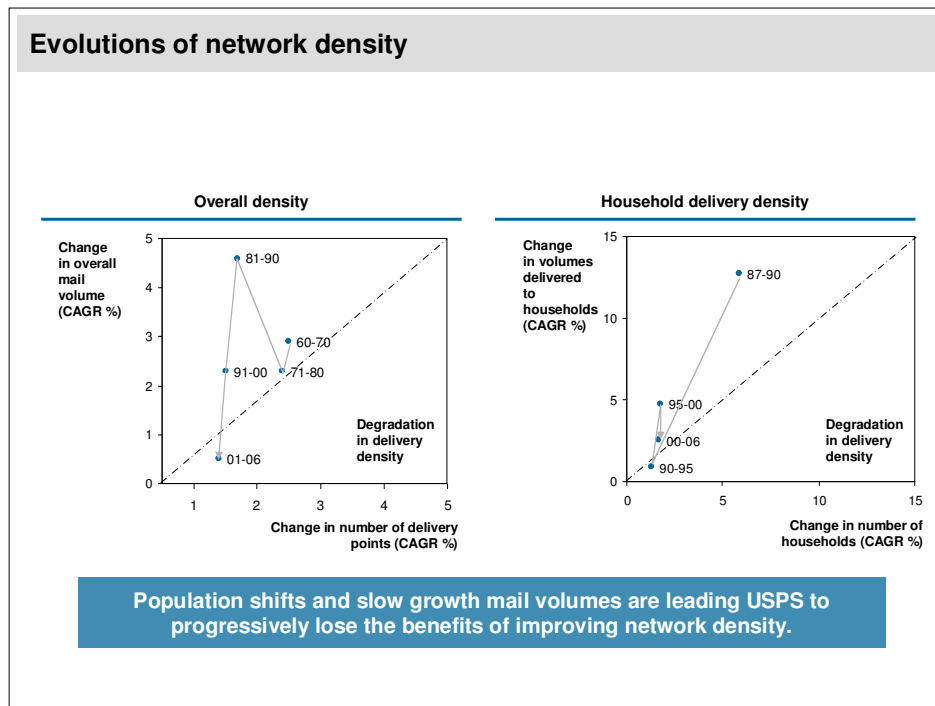 Evolutions of network density
Overall density
Change
in overall
mail
volume
(CAGR %)
5
4
3
2
1
0
81-90
60-70
91-00
71-80
01-06
Degradation
in delivery
density
1
2
3
4
5
Change in number of delivery
points (CAGR %)
Household delivery density
Change
in volumes
delivered
to
households
(CAGR %)
15
10
5
0
87-90
95-00
00-06
90-95
Degradation
in delivery
density
0
5
10
15
Change in number of
households (CAGR %)
Population shifts and slow growth mail volumes are leading USPS to
progressively lose the benefits of improving network density.